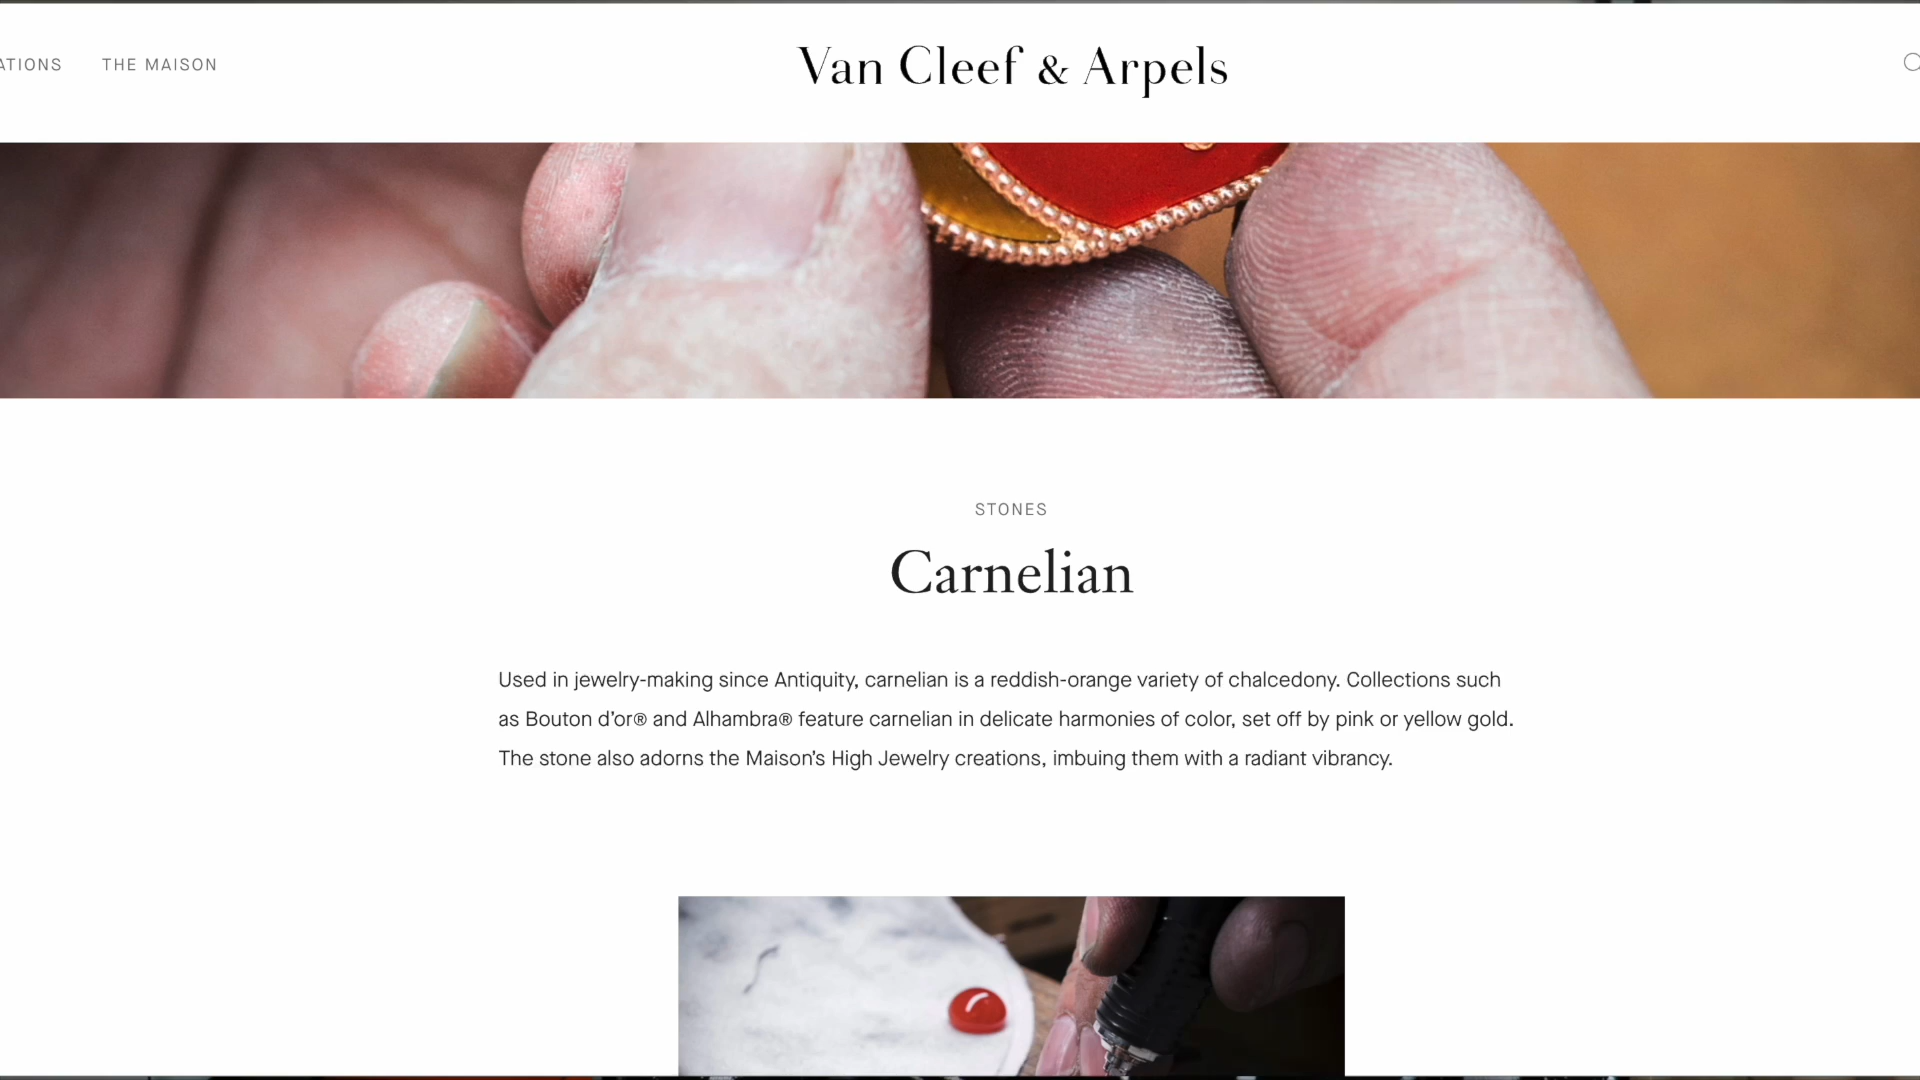 ATIONS THE MAISON Van Cleef & Arpels
STONES
Carnelian
Used in jewelry-making since Antiquity, carnelian is a reddish-orange variety of chalcedony. Collections such
as Bouton d’or® and Alhambra® feature carnelian in delicate harmonies of color, set off by pink or yellow gold.
The stone also adorns the Maison’s High Jewelry creations, imbuing them with a radiant vibrancy.